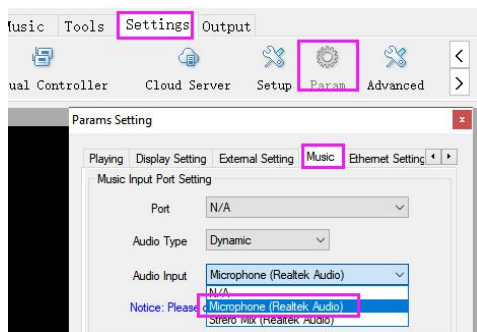 Music Tools Settings Output
ual Controller Cloud Server Setup Param Advanced
Params Setting
Playing Display Setting External Setting Music Ethernet Setting
Music Input Port Setting
Port N/A
Audio Type Dynamic
Audio Input Microphone (Realtek Audio)
N/A
Notice: Please Microphone (Realtek Audio)
Strero Mix (Realtek Audio)